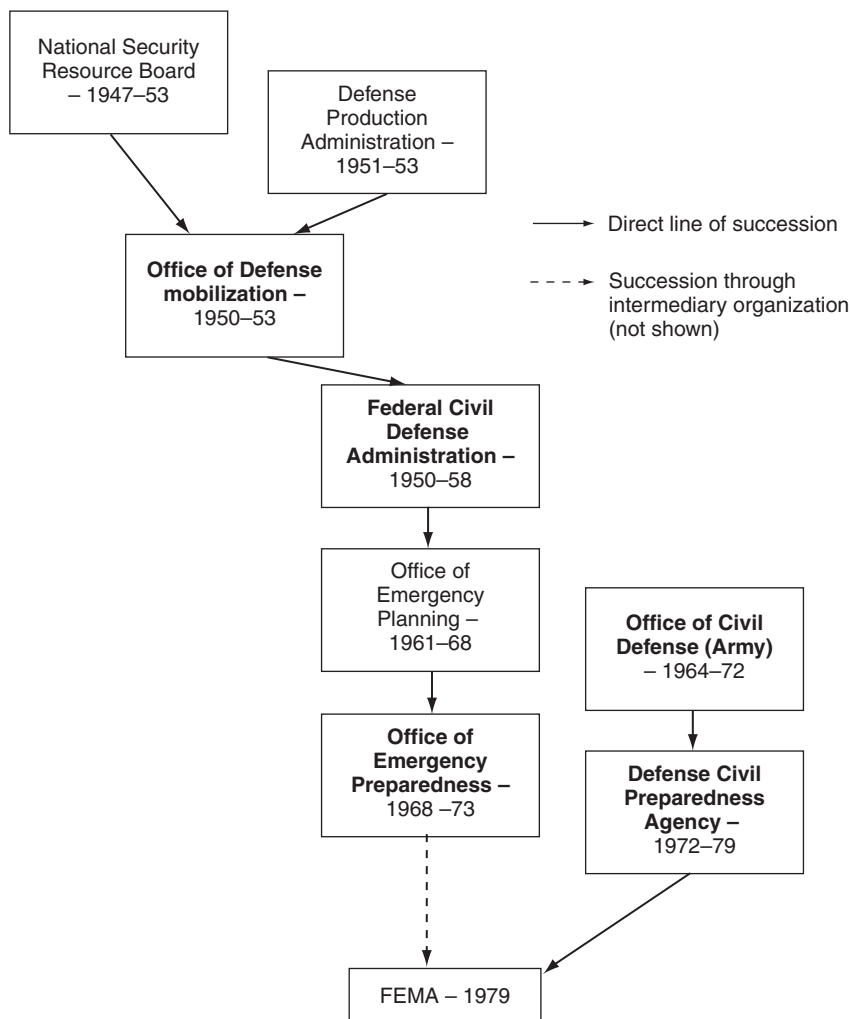 National Security
Resource Board
– 1947–53
Defense
Production
Administration –
1951–53
Direct line of succession
Succession through
intermediary organization
(not shown)
Office of Defense
mobilization –
1950–53
Federal Civil
Defense
Administration –
1950–58
Office of
Emergency
Planning –
1961–68
Office of Civil
Defense (Army)
– 1964–72
Office of
Emergency
Preparedness –
1968 –73
Defense Civil
Preparedness
Agency –
1972–79
FEMA – 1979